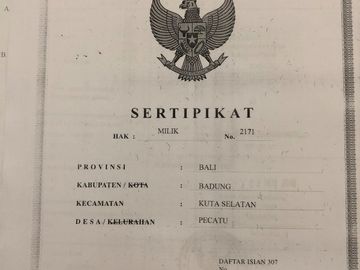 A.
B.
SERTIPIKAT
HAK : MILIK No. 2171
PROVINSI : BALI
KABUPATEN / KOTA : BADUNG
KECAMATAN : KUTA SELATAN
DESA / KELURAHAN : PECATU
DAFTAR ISIAN 307
No.